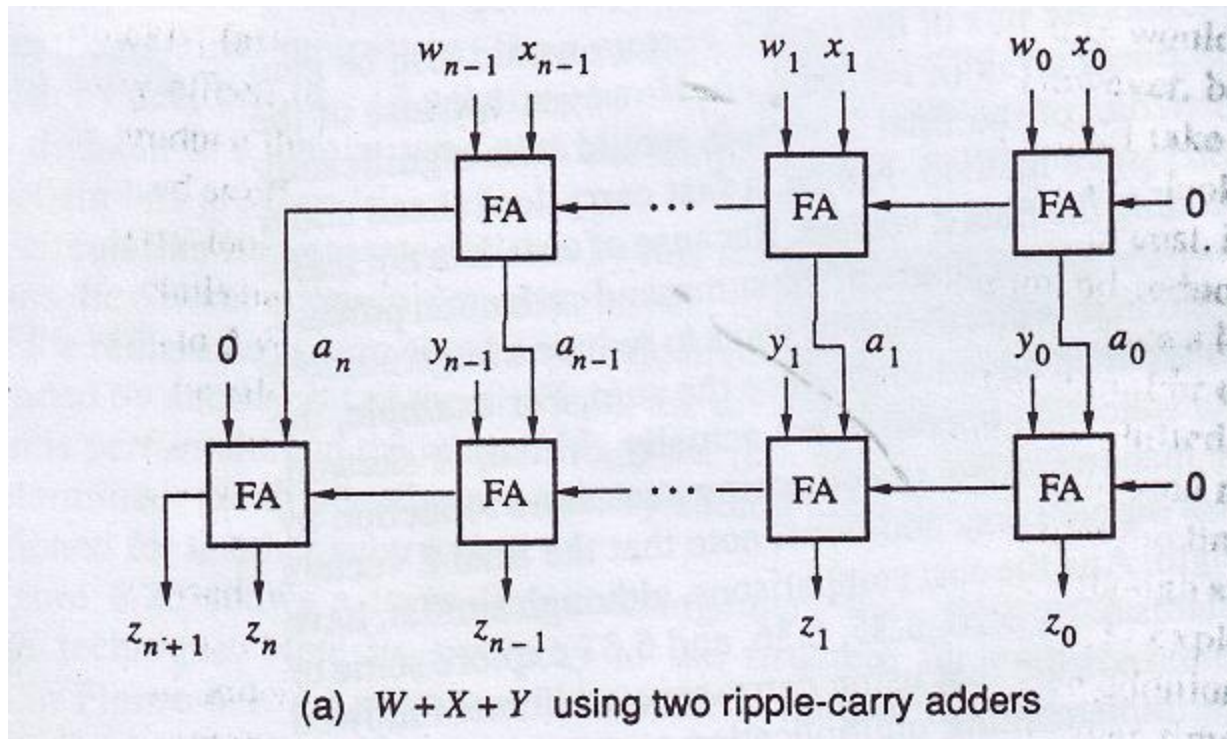 w_{n-1} x_{n-1} w_1 x_1 w_0 x_0
FA ... FA FA 0
0 a_n y_{n-1} a_{n-1} y_1 a_1 y_0 a_0
FA FA ... FA FA 0
z_{n+1} z_n z_{n-1} z_1 z_0
(a) W + X + Y using two ripple-carry adders